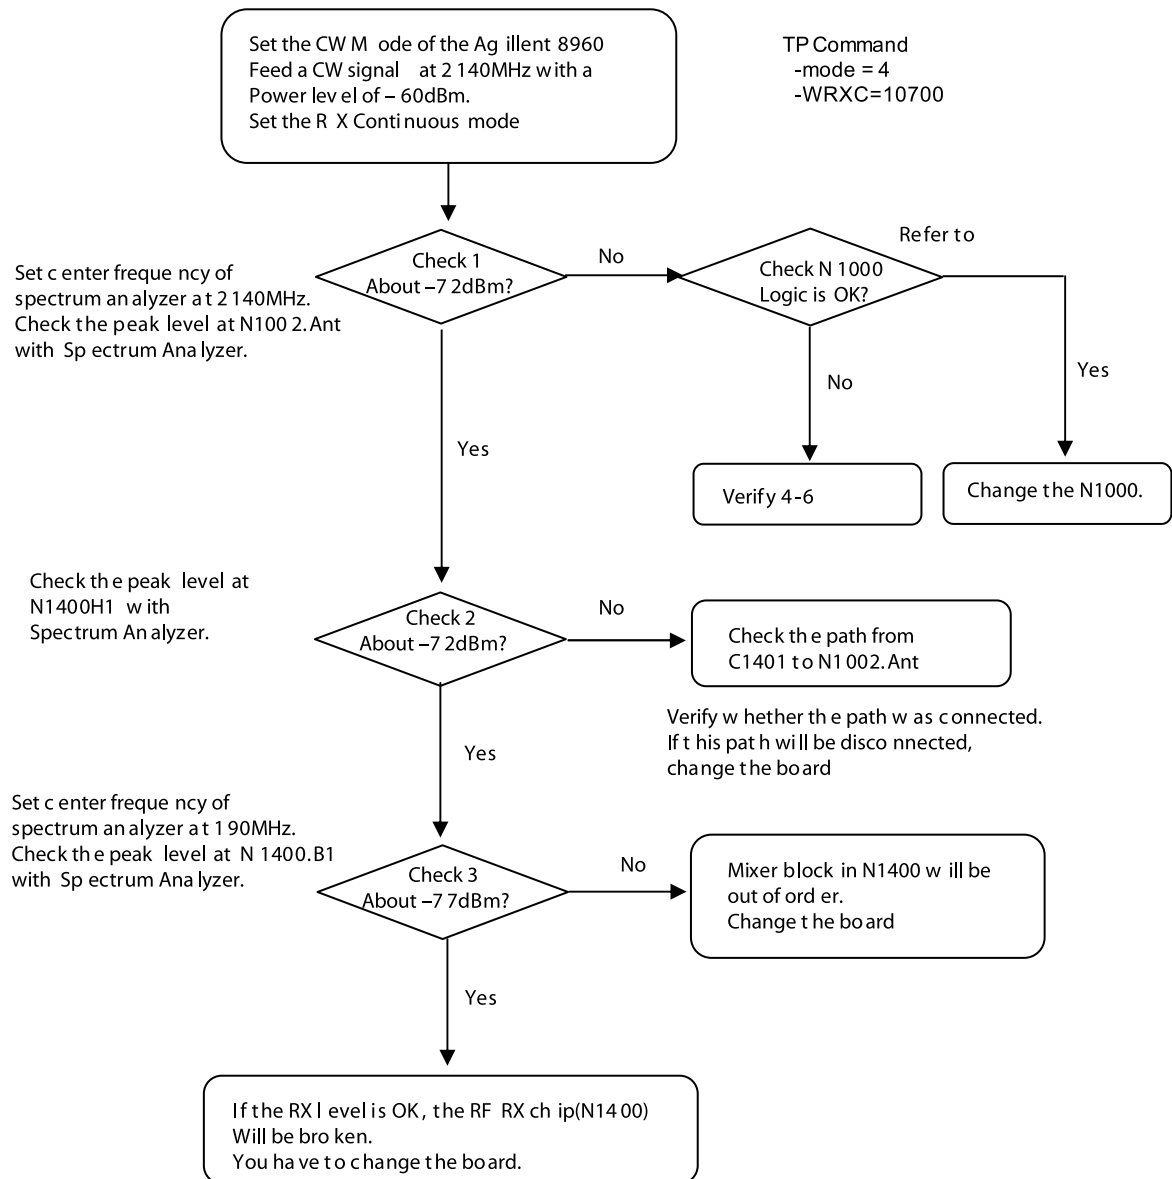 Set the CW Mode of the Agillent 8960
Feed a CW signal at 2140MHz with a
Power level of – 60dBm.
Set the RX Continuous mode
TP Command
-mode = 4
-WRXC=10700
Set center frequency of
spectrum analyzer at 2140MHz.
Check the peak level at N1002.Ant
with Spectrum Analyzer.
Check 1
About –72dBm?
No
Check N1000
Logic is OK?
Refer to
No
Yes
Yes
Verify 4-6
Change the N1000.
Check the peak level at
N1400H1 with
Spectrum Analyzer.
Check 2
About –72dBm?
No
Check the path from
C1401 to N1002.Ant
Verify whether the path was connected.
If this path will be disconnected,
change the board
Yes
Set center frequency of
spectrum analyzer at 190MHz.
Check the peak level at N1400.B1
with Spectrum Analyzer.
Check 3
About –77dBm?
No
Mixer block in N1400 will be
out of order.
Change the board
Yes
If the RX level is OK, the RF RX chip(N1400)
Will be broken.
You have to change the board.